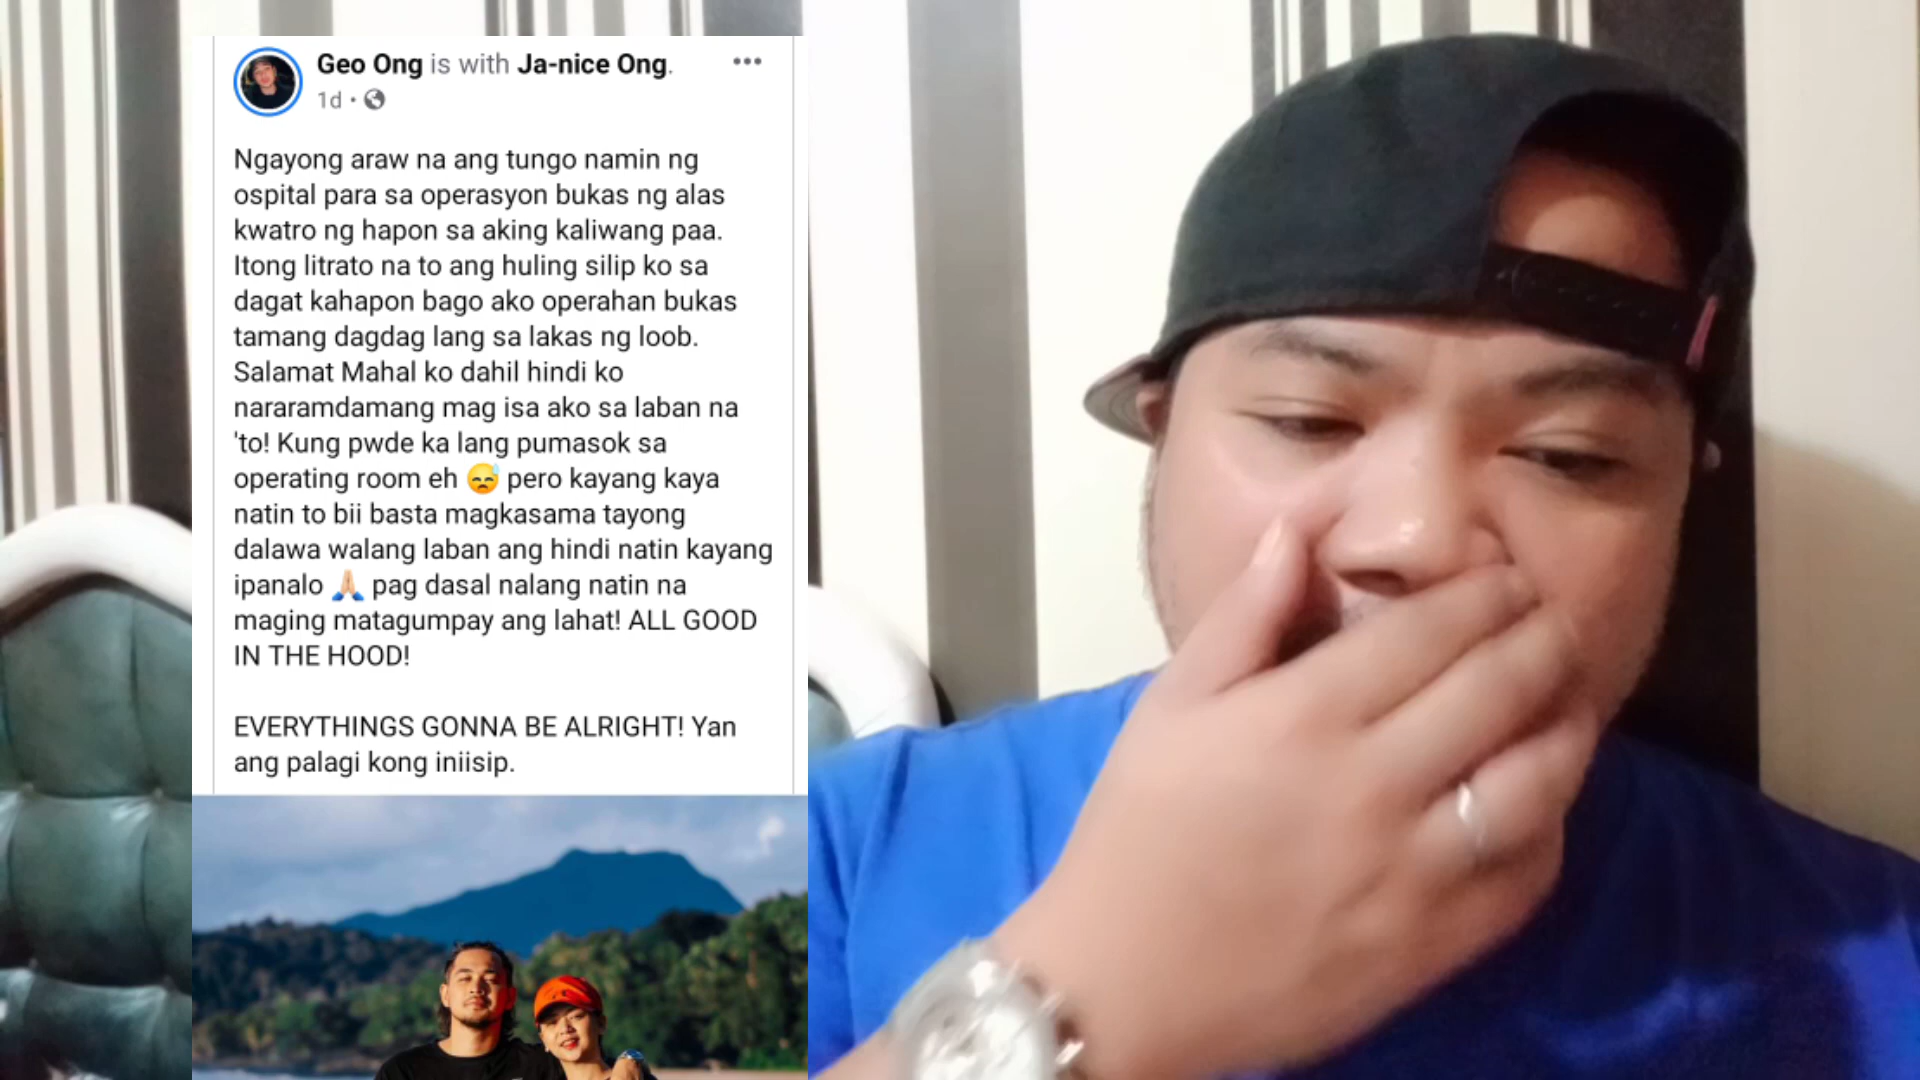 Geo Ong is with Ja-nice Ong.
1d
Ngayong araw na ang tungo namin ng
ospital para sa operasyon bukas ng alas
kwatro ng hapon sa aking kaliwang paa.
Itong litrato na to ang huling silip ko sa
dagat kahapon bago ako operahan bukas
tamang dagdag lang sa lakas ng loob.
Salamat Mahal ko dahil hindi ko
nararamdamang mag isa ako sa laban na
'to! Kung pwde ka lang pumasok sa
operating room eh 😓 pero kayang kaya
natin to bii basta magkasama tayong
dalawa walang laban ang hindi natin kayang
ipanalo 🙏🏼 pag dasal nalang natin na
maging matagumpay ang lahat! ALL GOOD
IN THE HOOD!
EVERYTHINGS GONNA BE ALRIGHT! Yan
ang palagi kong iniisip.